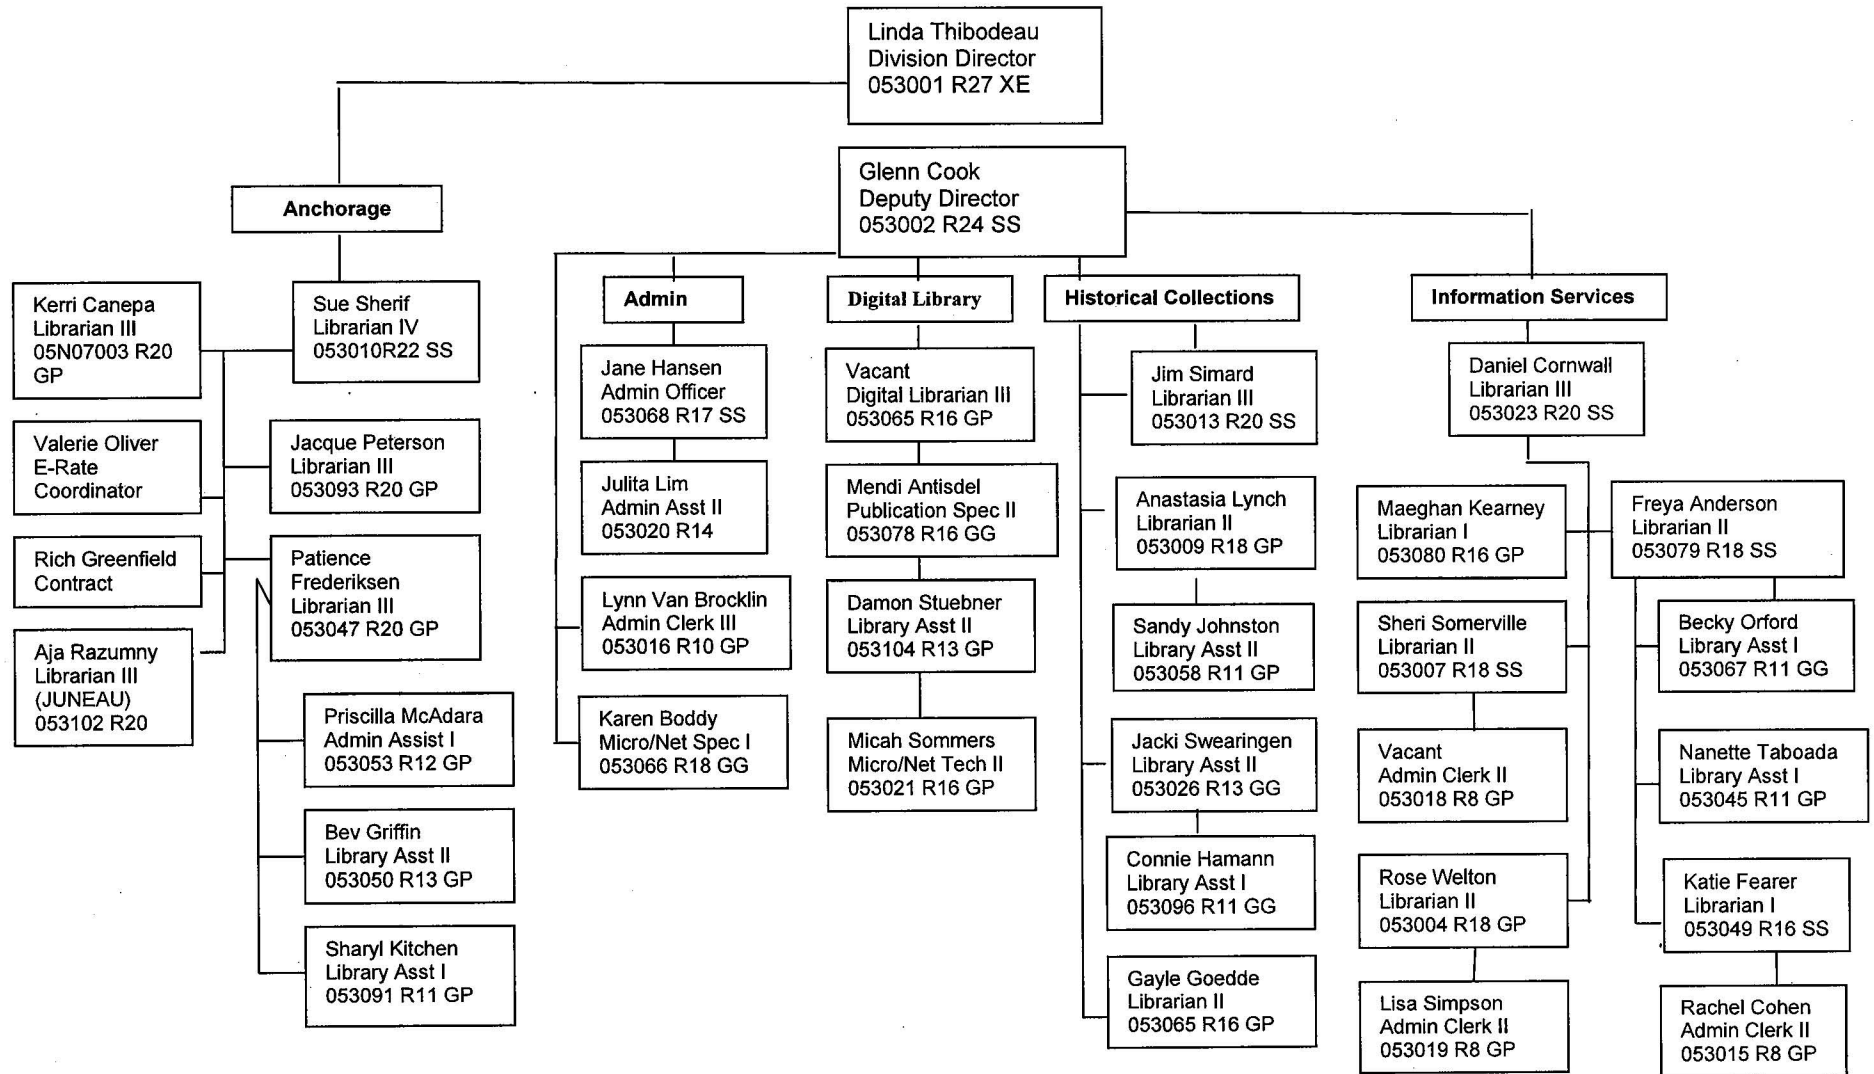 Linda Thibodeau
Division Director
053001 R27 XE
Glenn Cook
Deputy Director
053002 R24 SS
Anchorage
Kerri Canepa
Librarian III
05N07003 R20
GP
Sue Sherif
Librarian IV
053010R22 SS
Valerie Oliver
E-Rate
Coordinator
Jacque Peterson
Librarian III
053093 R20 GP
Rich Greenfield
Contract
Patience
Frederiksen
Librarian III
053047 R20 GP
Aja Razumny
Librarian III
(JUNEAU)
053102 R20
Priscilla McAdara
Admin Assist I
053053 R12 GP
Bev Griffin
Library Asst II
053050 R13 GP
Sharyl Kitchen
Library Asst I
053091 R11 GP
Admin
Jane Hansen
Admin Officer
053068 R17 SS
Julita Lim
Admin Asst II
053020 R14
Lynn Van Brocklin
Admin Clerk III
053016 R10 GP
Karen Boddy
Micro/Net Spec I
053066 R18 GG
Digital Library
Vacant
Digital Librarian III
053065 R16 GP
Mendi Antisdel
Publication Spec II
053078 R16 GG
Damon Stuebner
Library Asst II
053104 R13 GP
Micah Sommers
Micro/Net Tech II
053021 R16 GP
Historical Collections
Jim Simard
Librarian III
053013 R20 SS
Anastasia Lynch
Librarian II
053009 R18 GP
Sandy Johnston
Library Asst II
053058 R11 GP
Jacki Swearingen
Library Asst II
053026 R13 GG
Connie Hamann
Library Asst I
053096 R11 GG
Gayle Goedde
Librarian II
053065 R16 GP
Information Services
Daniel Cornwall
Librarian III
053023 R20 SS
Maeghan Kearney
Librarian I
053080 R16 GP
Freya Anderson
Librarian II
053079 R18 SS
Sheri Somerville
Librarian II
053007 R18 SS
Becky Orford
Library Asst I
053067 R11 GG
Vacant
Admin Clerk II
053018 R8 GP
Nanette Taboada
Library Asst I
053045 R11 GP
Rose Welton
Librarian II
053004 R18 GP
Katie Fearer
Librarian I
053049 R16 SS
Lisa Simpson
Admin Clerk II
053019 R8 GP
Rachel Cohen
Admin Clerk II
053015 R8 GP